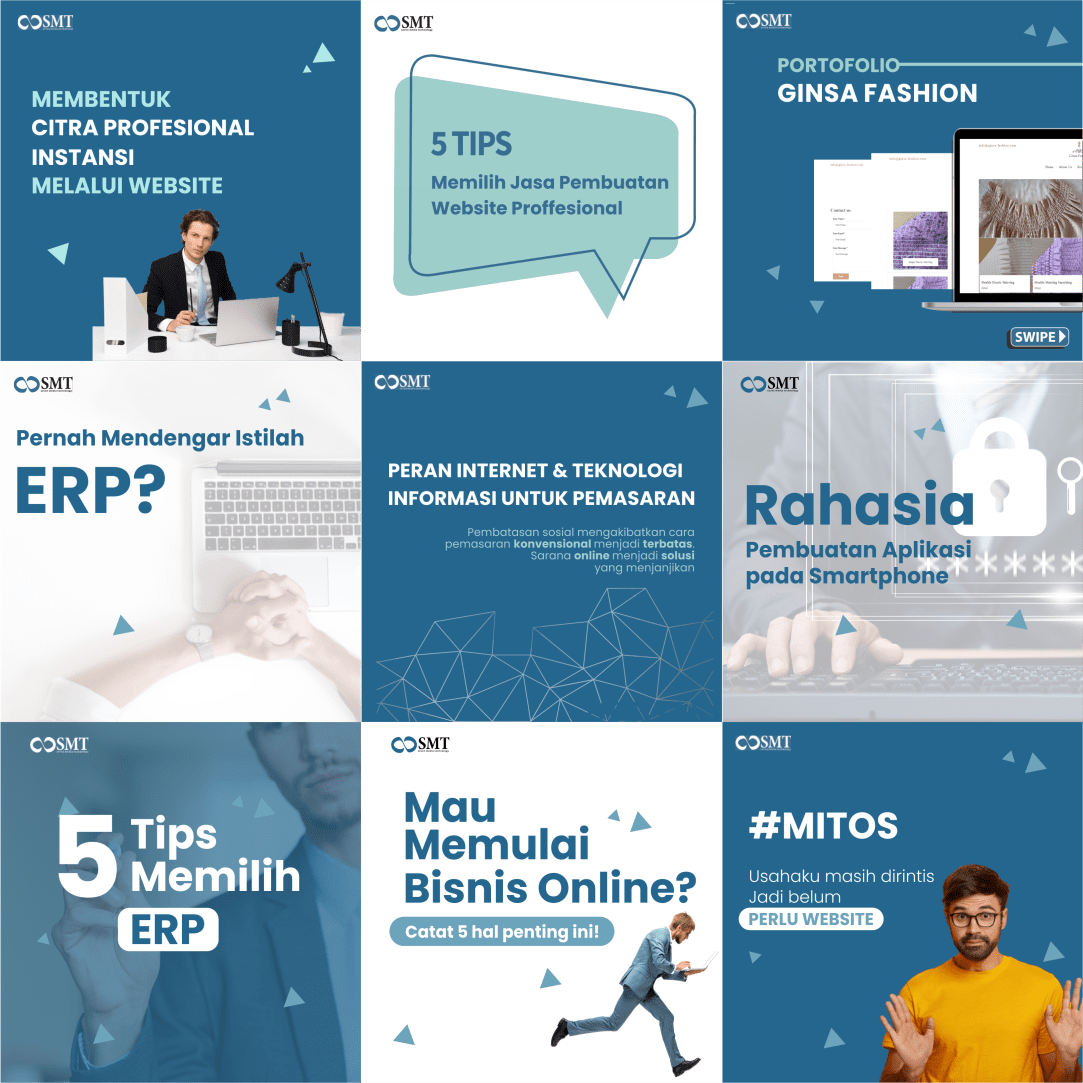 SMT
MEMBENTUK
CITRA PROFESIONAL
INSTANSI
MELALUI WEBSITE
SMT
5 TIPS
Memilih Jasa Pembuatan
Website Proffesional
SMT
PORTOFOLIO
GINSA FASHION
Contact us
SWIPE
SMT
Pernah Mendengar Istilah
ERP?
SMT
PERAN INTERNET & TEKNOLOGI
INFORMASI UNTUK PEMASARAN
Pembatasan sosial mengakibatkan cara
pemasaran konvensional menjadi terbatas.
Sarana online menjadi solusi
yang menjanjikan
SMT
Rahasia
Pembuatan Aplikasi
pada Smartphone
SMT
5 Tips
Memilih
ERP
SMT
Mau
Memulai
Bisnis Online?
Catat 5 hal penting ini!
SMT
#MITOS
Usahaku masih dirintis
Jadi belum
PERLU WEBSITE